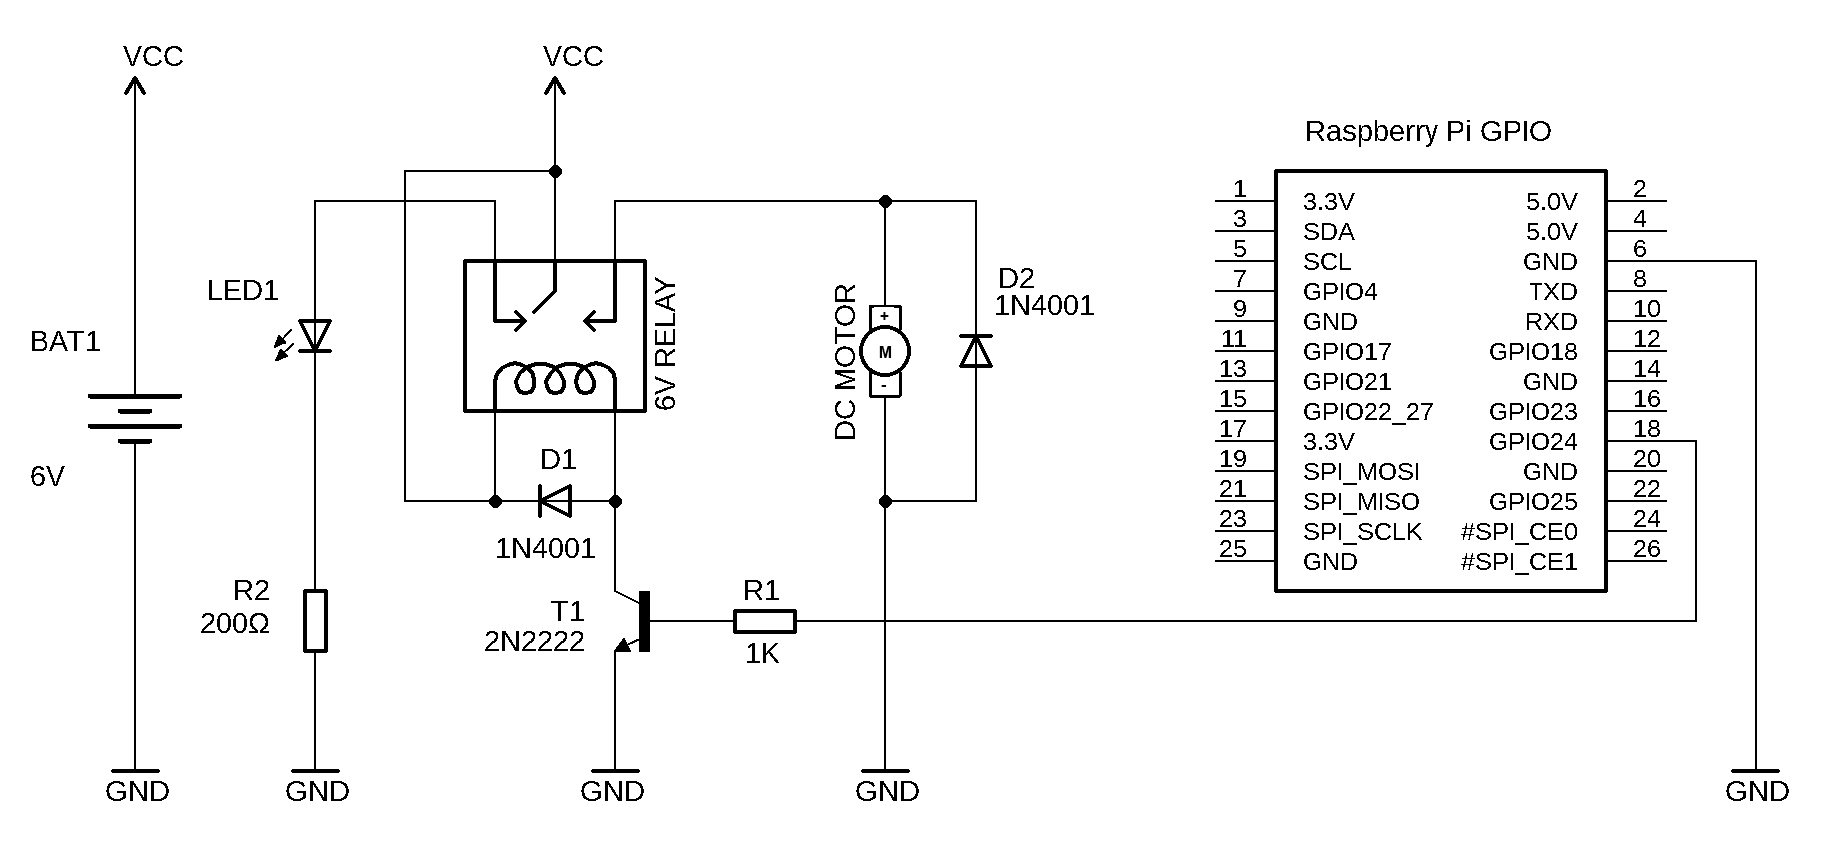 VCC
VCC
Raspberry Pi GPIO
LED1
BAT1
6V
R2
200Ω
6V RELAY
D1
1N4001
T1
2N2222
R1
1K
DC MOTOR
+
M
-
D2
1N4001
1 3.3V 5.0V 2
3 SDA 5.0V 4
5 SCL GND 6
7 GPIO4 TXD 8
9 GND RXD 10
11 GPIO17 GPIO18 12
13 GPIO21 GND 14
15 GPIO22_27 GPIO23 16
17 3.3V GPIO24 18
19 SPI_MOSI GND 20
21 SPI_MISO GPIO25 22
23 SPI_SCLK #SPI_CE0 24
25 GND #SPI_CE1 26
GND
GND
GND
GND
GND